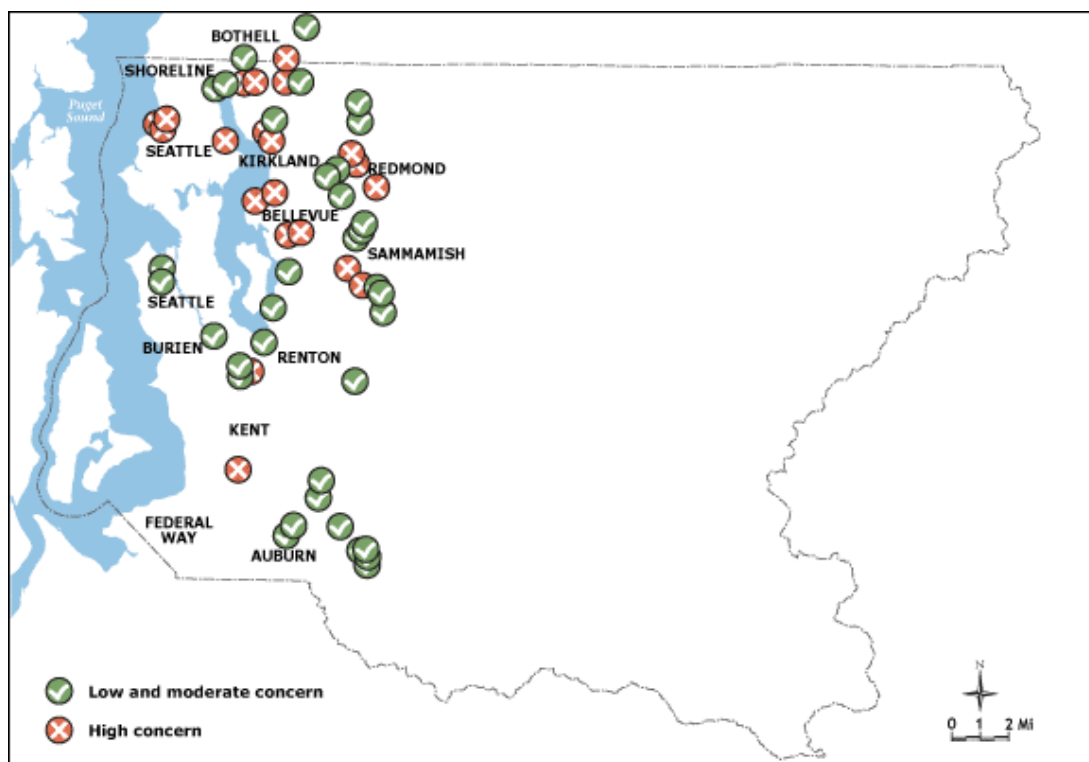 BOTHELL
SHORELINE
Puget
Sound
SEATTLE
KIRKLAND
REDMOND
BELLEVUE
SAMMAMISH
SEATTLE
BURIEN
RENTON
KENT
FEDERAL
WAY
AUBURN
Low and moderate concern
High concern
N
0 1 2 Mi